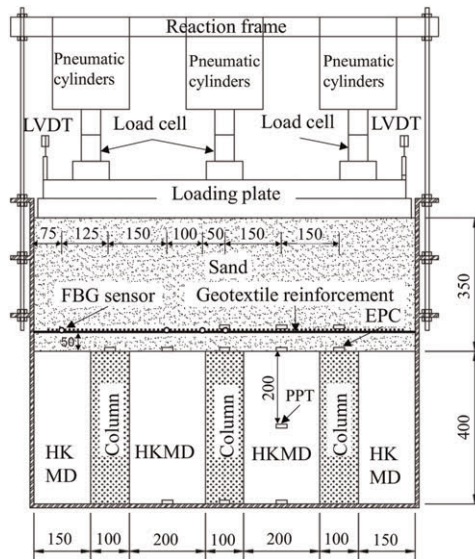 Reaction frame
Pneumatic
cylinders
Pneumatic
cylinders
Pneumatic
cylinders
LVDT
Load cell
Load cell
LVDT
Loading plate
75 125 150 100 50 150 150
Sand
350
FBG sensor
Geotextile reinforcement
EPC
50
200
PPT
Column
Column
Column
HK
MD
HKMD
HKMD
HK
MD
400
150 100 200 100 200 100 150